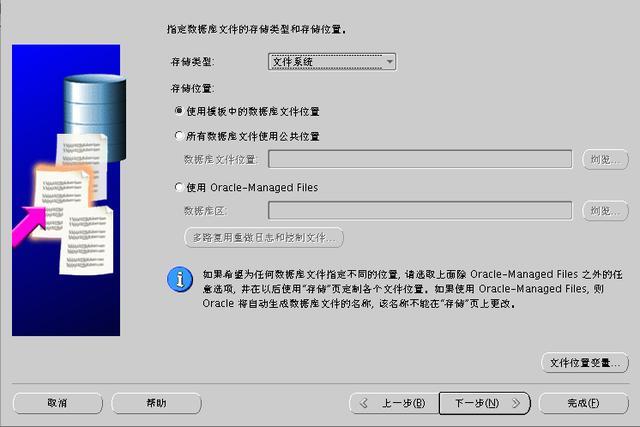 指定数据库文件的存储类型和存储位置。
存储类型: 文件系统
存储位置:
使用模板中的数据库文件位置
所有数据库文件使用公共位置
数据库文件位置: 浏览...
使用 Oracle-Managed Files
数据库区: 浏览...
多路复用重做日志和控制文件...
如果希望为任何数据库文件指定不同的位置, 请选取上面除 Oracle-Managed Files 之外的任
意选项, 并在以后使用"存储"页定制各个文件位置。如果使用 Oracle-Managed Files, 则
Oracle 将自动生成数据库文件的名称, 该名称不能在"存储"页上更改。
文件位置变量...
取消 帮助 上一步(B) 下一步(N) 完成(F)